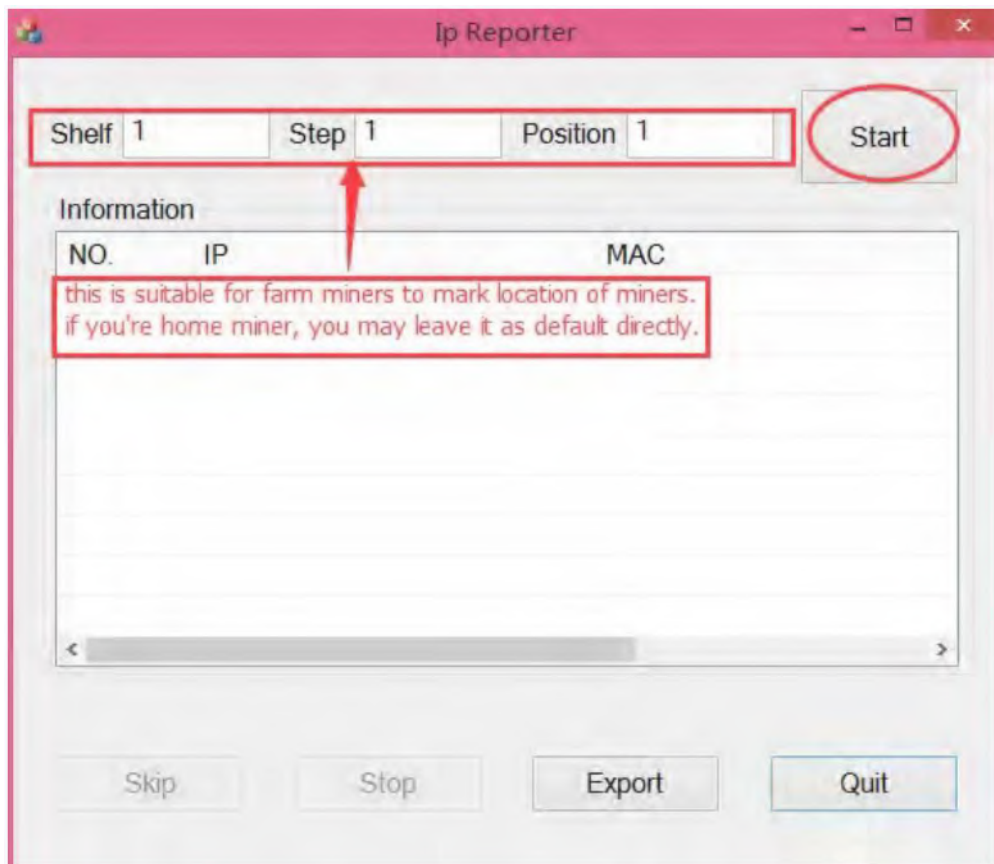 Ip Reporter
Shelf 1 Step 1 Position 1 Start
Information
NO. IP MAC
this is suitable for farm miners to mark location of miners.
if you're home miner, you may leave it as default directly.
Skip Stop Export Quit